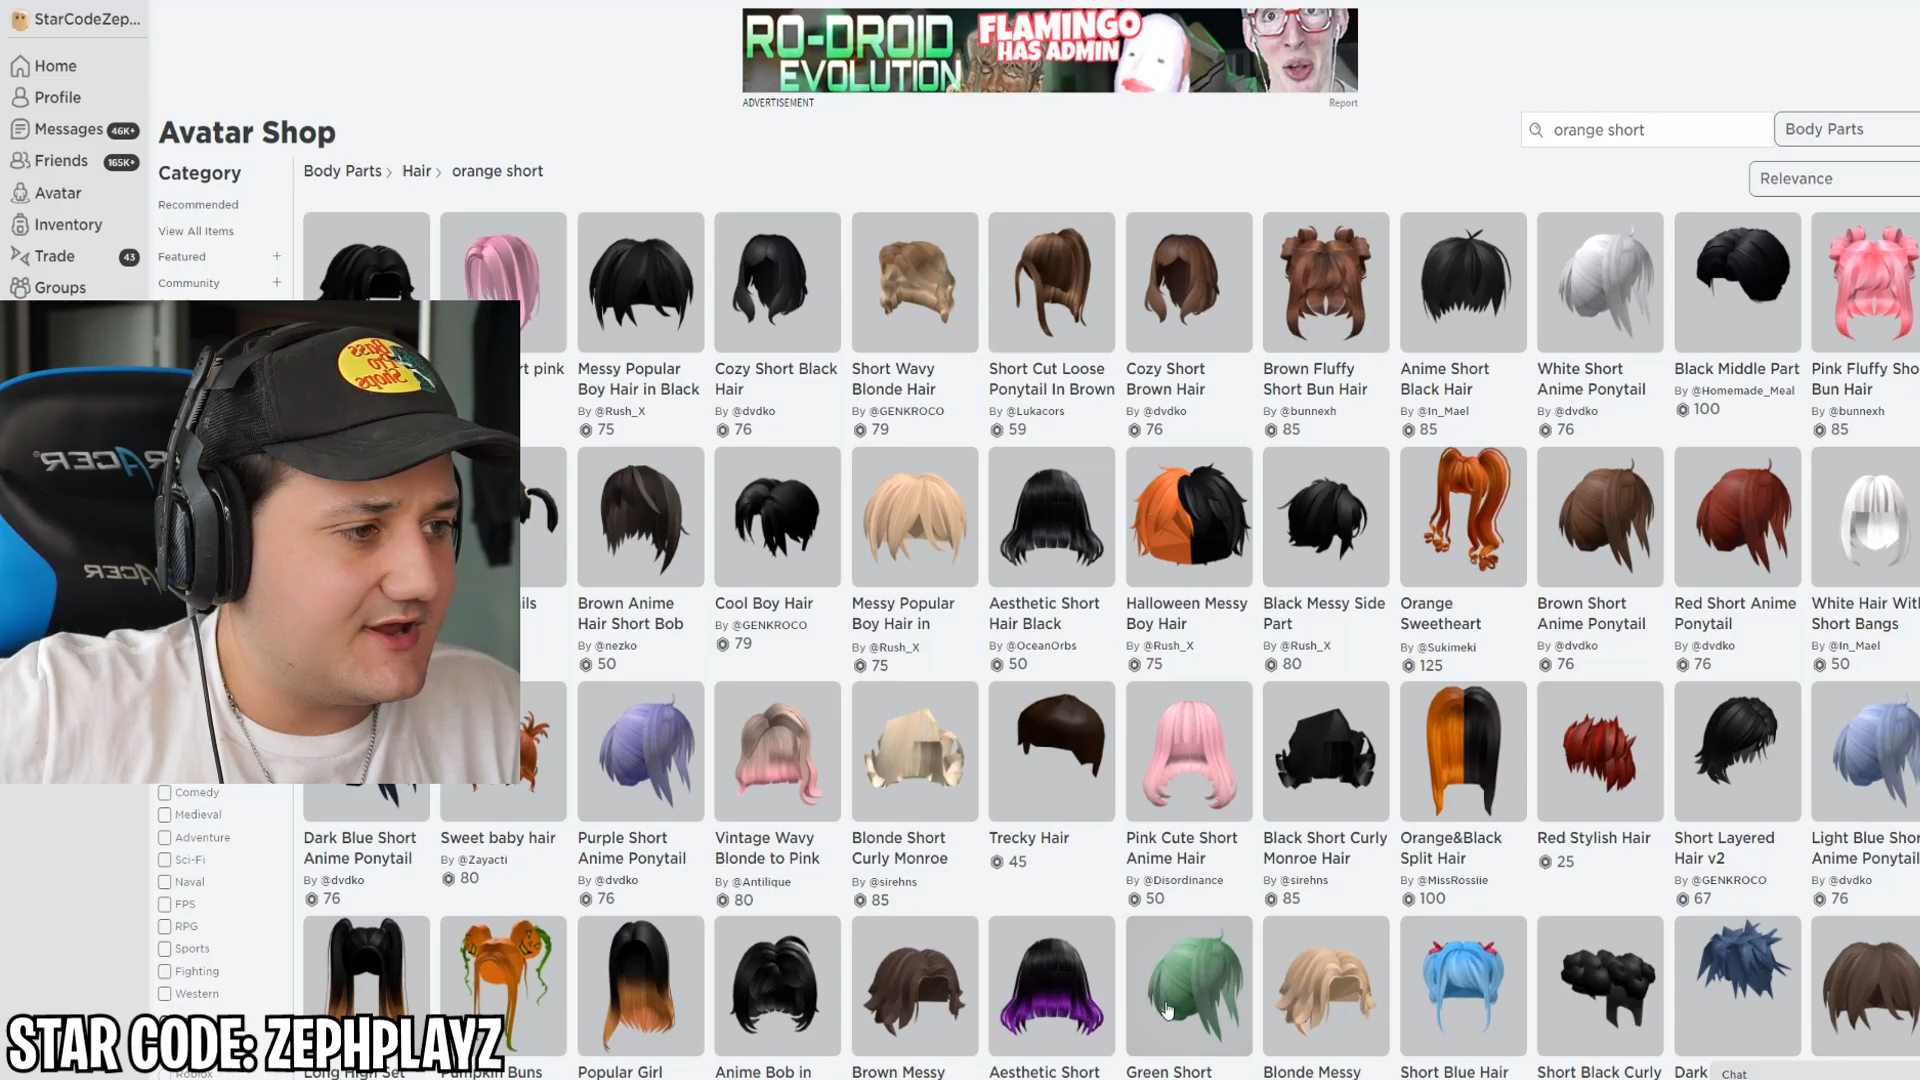 StarCodeZep...
Home
Profile
Messages 46K+
Friends 165K+
Avatar
Inventory
Trade 43
Groups
RO-DROID EVOLUTION
FLAMINGO HAS ADMIN
ADVERTISEMENT
Report
Avatar Shop
orange short
Body Parts
Relevance
Category
Recommended
View All Items
Featured +
Community +
Body Parts › Hair › orange short
rt pink
Messy Popular Boy Hair in Black
By @Rush_X
75
Cozy Short Black Hair
By @dvdko
76
Short Wavy Blonde Hair
By @GENKROCO
79
Short Cut Loose Ponytail In Brown
By @Lukacors
59
Cozy Short Brown Hair
By @dvdko
76
Brown Fluffy Short Bun Hair
By @bunnexh
85
Anime Short Black Hair
By @In_Mael
85
White Short Anime Ponytail
By @dvdko
76
Black Middle Part
By @Homemade_Meal
100
Pink Fluffy Sho
Bun Hair
By @bunnexh
85
ils
Brown Anime Hair Short Bob
By @nezko
50
Cool Boy Hair
By @GENKROCO
79
Messy Popular Boy Hair in
By @Rush_X
75
Aesthetic Short Hair Black
By @OceanOrbs
50
Halloween Messy Boy Hair
By @Rush_X
75
Black Messy Side Part
By @Rush_X
80
Orange Sweetheart
By @Sukimeki
125
Brown Short Anime Ponytail
By @dvdko
76
Red Short Anime Ponytail
By @dvdko
76
White Hair With
Short Bangs
By @In_Mael
50
Bass Pro Shops
ACER
ACER
Comedy
Medieval
Adventure
Sci-Fi
Naval
FPS
RPG
Sports
Fighting
Western
Roblox
Dark Blue Short Anime Ponytail
By @dvdko
76
Sweet baby hair
By @Zayacti
80
Purple Short Anime Ponytail
By @dvdko
76
Vintage Wavy Blonde to Pink
By @Antilique
80
Blonde Short Curly Monroe
By @sirehns
85
Trecky Hair
45
Pink Cute Short Anime Hair
By @Disordinance
50
Black Short Curly Monroe Hair
By @sirehns
85
Orange&Black Split Hair
By @MissRossiie
100
Red Stylish Hair
25
Short Layered Hair v2
By @GENKROCO
67
Light Blue Shor
Anime Ponytail
By @dvdko
76
Long High Set
Pumpkin Buns
Popular Girl
Anime Bob in
Brown Messy
Aesthetic Short
Green Short
Blonde Messy
Short Blue Hair
Short Black Curly
Dark
Chat
STAR CODE: ZEPHPLAYZ